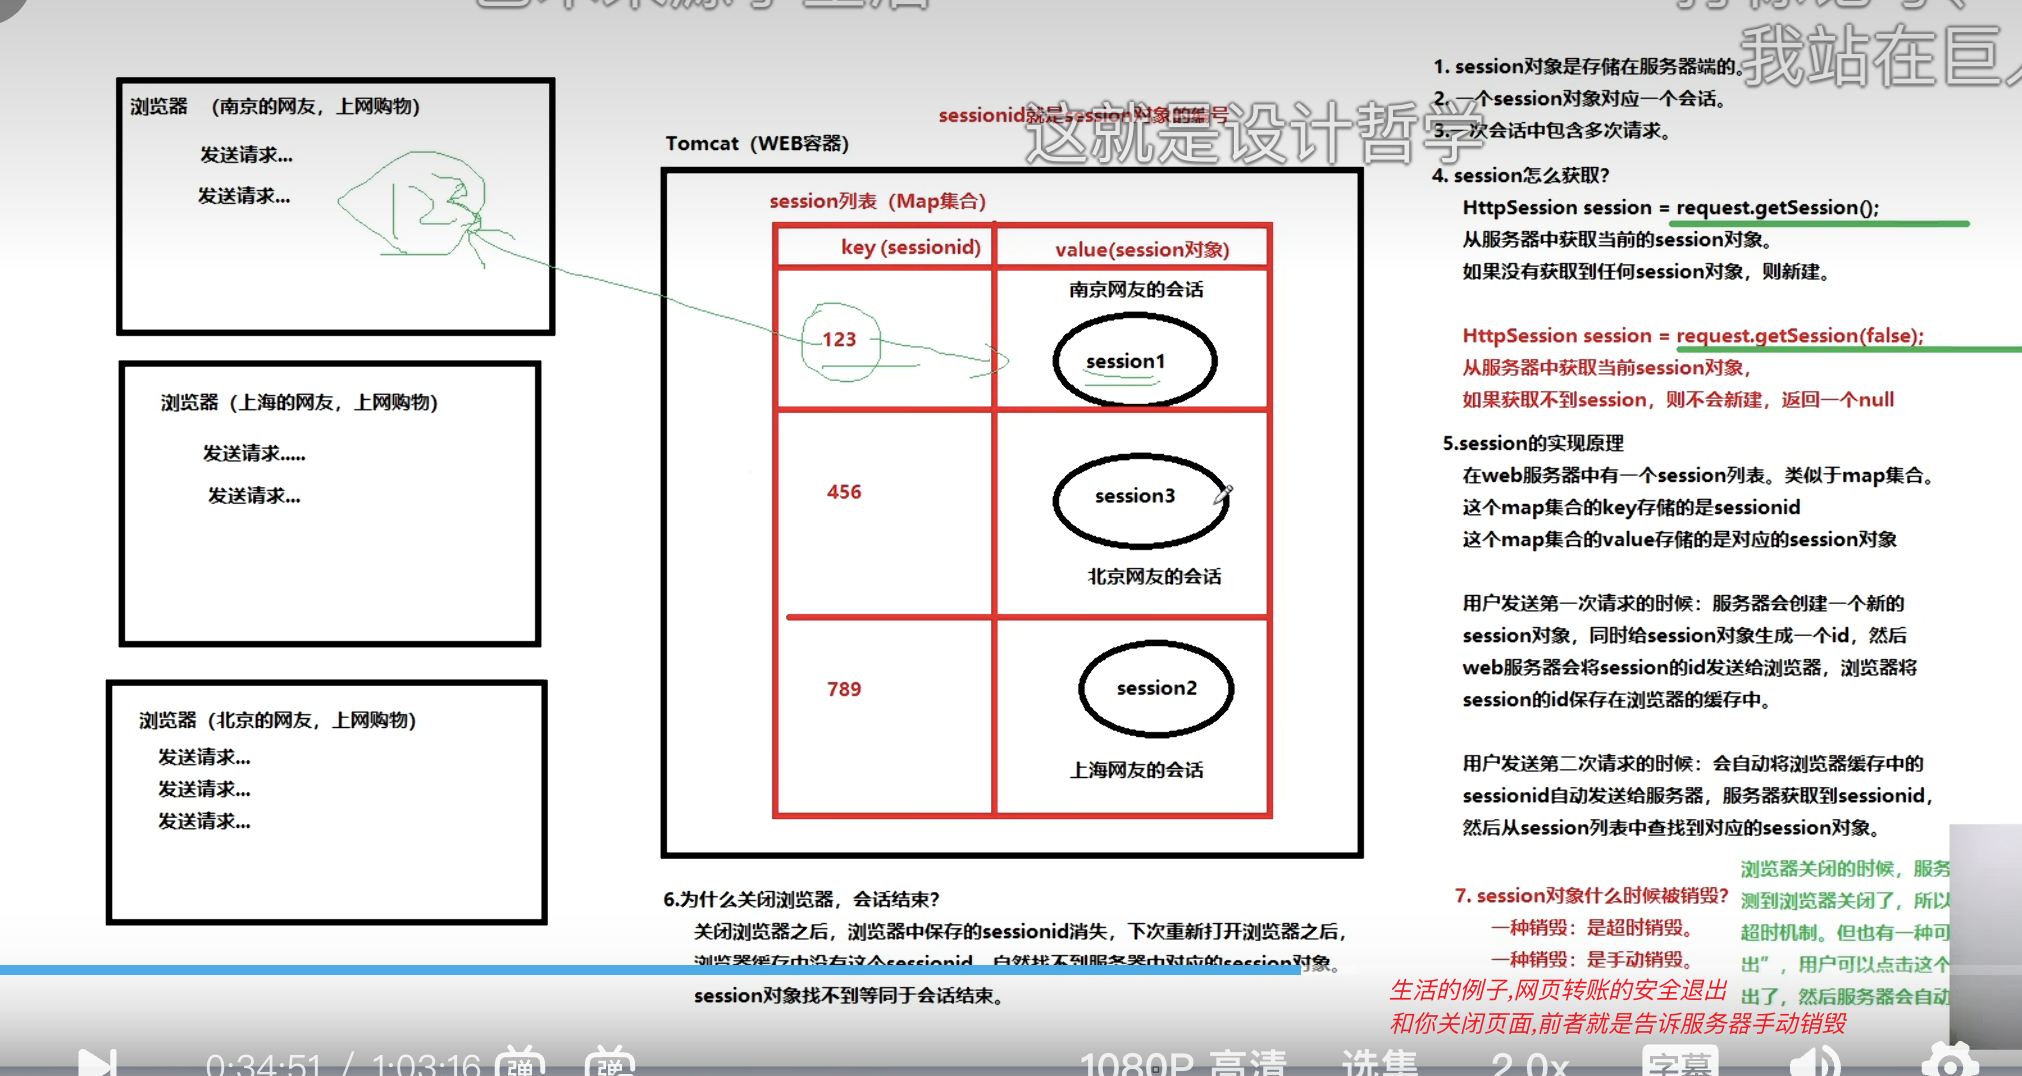 浏览器 （南京的网友，上网购物）
发送请求...
发送请求...
123
浏览器（上海的网友，上网购物）
发送请求.....
发送请求...
浏览器（北京的网友，上网购物）
发送请求...
发送请求...
发送请求...
sessionid就是session对象的编号
这就是设计哲学
Tomcat（WEB容器）
session列表（Map集合）
key (sessionid)
value(session对象)
南京网友的会话
123
session1
456
session3
北京网友的会话
789
session2
上海网友的会话
6.为什么关闭浏览器，会话结束？
关闭浏览器之后，浏览器中保存的sessionid消失，下次重新打开浏览器之后，
浏览器缓存中没有这个sessionid，自然找不到服务器中对应的session对象。
session对象找不到等同于会话结束。
我站在巨
1. session对象是存储在服务器端的。
2. 一个session对象对应一个会话。
3.一次会话中包含多次请求。
4. session怎么获取？
HttpSession session = request.getSession();
从服务器中获取当前的session对象。
如果没有获取到任何session对象，则新建。
HttpSession session = request.getSession(false);
从服务器中获取当前session对象，
如果获取不到session，则不会新建，返回一个null
5.session的实现原理
在web服务器中有一个session列表。类似于map集合。
这个map集合的key存储的是sessionid
这个map集合的value存储的是对应的session对象
用户发送第一次请求的时候：服务器会创建一个新的
session对象，同时给session对象生成一个id，然后
web服务器会将session的id发送给浏览器，浏览器将
session的id保存在浏览器的缓存中。
用户发送第二次请求的时候：会自动将浏览器缓存中的
sessionid自动发送给服务器，服务器获取到sessionid，
然后从session列表中查找到对应的session对象。
7. session对象什么时候被销毁？
一种销毁：是超时销毁。
一种销毁：是手动销毁。
浏览器关闭的时候，服务
测到浏览器关闭了，所以
超时机制。但也有一种可
出”，用户可以点击这个
出了，然后服务器会自动
生活的例子,网页转账的安全退出
和你关闭页面,前者就是告诉服务器手动销毁
0:34:51 / 1:03:16
弹
弹
1080P 高清
选集
2.0x
字幕